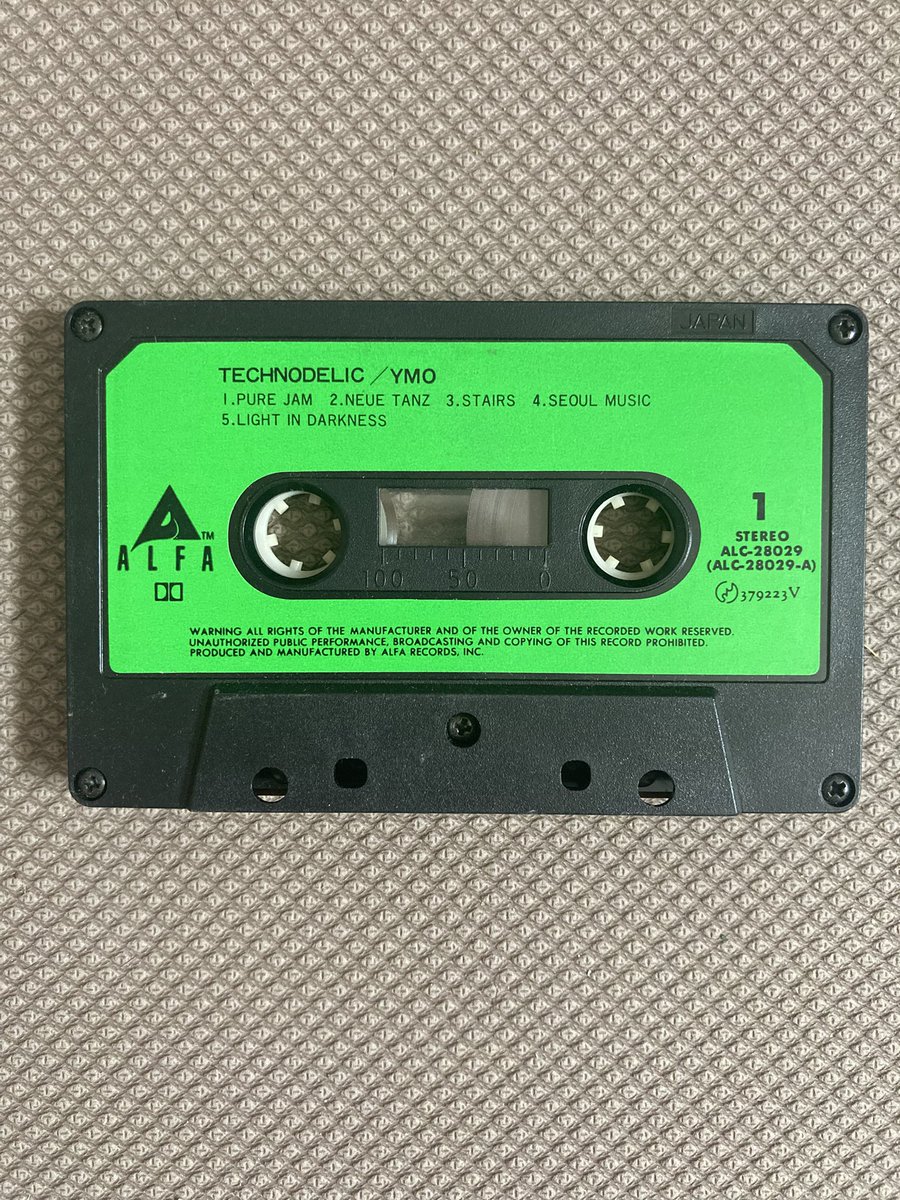 JAPAN
TECHNODELIC / YMO
1.PURE JAM 2.NEUE TANZ 3.STAIRS 4.SEOUL MUSIC
5.LIGHT IN DARKNESS
ALFA™
1
STEREO
ALC-28029
(ALC-28029-A)
379223V
100 50 0
WARNING ALL RIGHTS OF THE MANUFACTURER AND OF THE OWNER OF THE RECORDED WORK RESERVED.
UNAUTHORIZED PUBLIC PERFORMANCE, BROADCASTING AND COPYING OF THIS RECORD PROHIBITED.
PRODUCED AND MANUFACTURED BY ALFA RECORDS, INC.